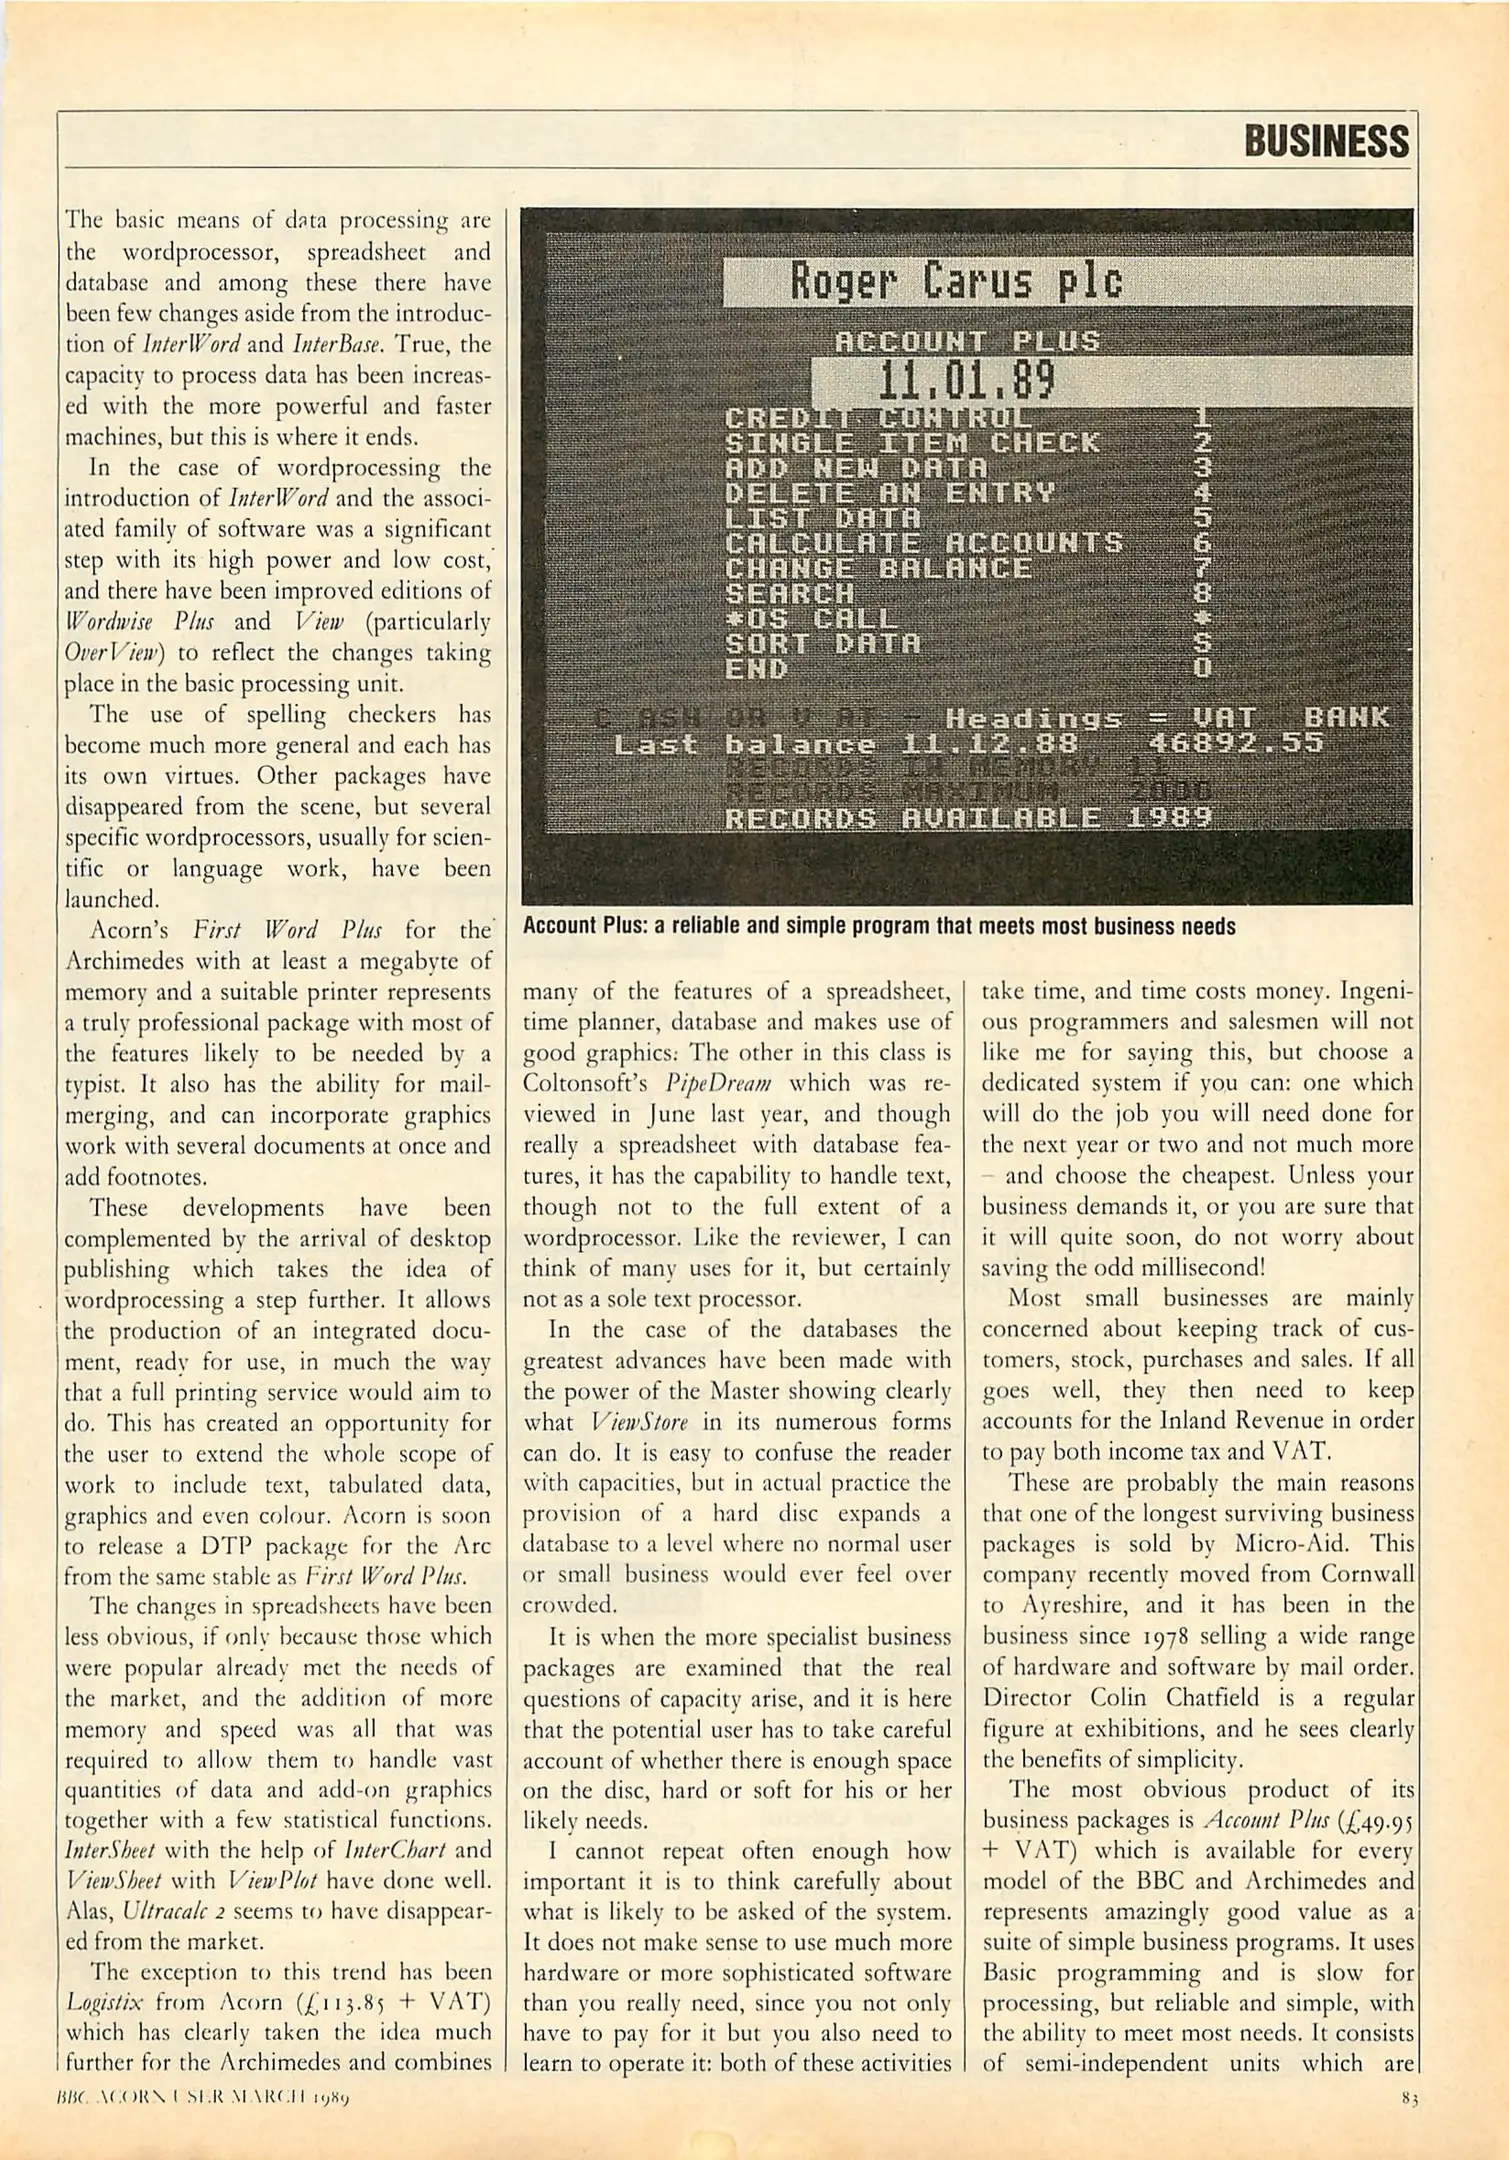 BUSINESS
The basic means of data processing are
the wordprocessor, spreadsheet and
database and among these there have
been few changes aside from the introduc-
tion of InterWord and InterBase. True, the
capacity to process data has been increas-
ed with the more powerful and faster
machines, but this is where it ends.
In the case of wordprocessing the
introduction of InterWord and the associ-
ated family of software was a significant
step with its high power and low cost,
and there have been improved editions of
Wordwise Plus and View (particularly
OverView) to reflect the changes taking
place in the basic processing unit.
The use of spelling checkers has
become much more general and each has
its own virtues. Other packages have
disappeared from the scene, but several
specific wordprocessors, usually for scien-
tific or language work, have been
launched.
Acorn's First Word Plus for the
Archimedes with at least a megabyte of
memory and a suitable printer represents
a truly professional package with most of
the features likely to be needed by a
typist. It also has the ability for mail-
merging, and can incorporate graphics
work with several documents at once and
add footnotes.
These developments have been
complemented by the arrival of desktop
publishing which takes the idea of
wordprocessing a step further. It allows
the production of an integrated docu-
ment, ready for use, in much the way
that a full printing service would aim to
do. This has created an opportunity for
the user to extend the whole scope of
work to include text, tabulated data,
graphics and even colour. Acorn is soon
to release a DTP package for the Arc
from the same stable as First Word Plus.
The changes in spreadsheets have been
less obvious, if only because those which
were popular already met the needs of
the market, and the addition of more
memory and speed was all that was
required to allow them to handle vast
quantities of data and add-on graphics
together with a few statistical functions.
InterSheet with the help of InterChart and
ViewSheet with ViewPlot have done well.
Alas, Ultracalc 2 seems to have disappear-
ed from the market.
The exception to this trend has been
Logistix from Acorn (£113.85 + VAT)
which has clearly taken the idea much
further for the Archimedes and combines
Roger Carus plc
ACCOUNT PLUS
11.01.89
CREDIT CONTROL 1
SINGLE ITEM CHECK 2
ADD NEW DATA 3
DELETE AN ENTRY 4
LIST DATA 5
CALCULATE ACCOUNTS 6
CHANGE BALANCE 7
SEARCH 8
*OS CALL *
SORT DATA S
END 0
C ASH OR V AT - Headings = VAT BANK
Last balance 11.12.88 46892.55
RECORDS IN MEMORY 11
RECORDS MAXIMUM 2000
RECORDS AVAILABLE 1989
Account Plus: a reliable and simple program that meets most business needs
many of the features of a spreadsheet,
time planner, database and makes use of
good graphics. The other in this class is
Coltonsoft's PipeDream which was re-
viewed in June last year, and though
really a spreadsheet with database fea-
tures, it has the capability to handle text,
though not to the full extent of a
wordprocessor. Like the reviewer, I can
think of many uses for it, but certainly
not as a sole text processor.
In the case of the databases the
greatest advances have been made with
the power of the Master showing clearly
what ViewStore in its numerous forms
can do. It is easy to confuse the reader
with capacities, but in actual practice the
provision of a hard disc expands a
database to a level where no normal user
or small business would ever feel over
crowded.
It is when the more specialist business
packages are examined that the real
questions of capacity arise, and it is here
that the potential user has to take careful
account of whether there is enough space
on the disc, hard or soft for his or her
likely needs.
I cannot repeat often enough how
important it is to think carefully about
what is likely to be asked of the system.
It does not make sense to use much more
hardware or more sophisticated software
than you really need, since you not only
have to pay for it but you also need to
learn to operate it: both of these activities
take time, and time costs money. Ingeni-
ous programmers and salesmen will not
like me for saying this, but choose a
dedicated system if you can: one which
will do the job you will need done for
the next year or two and not much more
– and choose the cheapest. Unless your
business demands it, or you are sure that
it will quite soon, do not worry about
saving the odd millisecond!
Most small businesses are mainly
concerned about keeping track of cus-
tomers, stock, purchases and sales. If all
goes well, they then need to keep
accounts for the Inland Revenue in order
to pay both income tax and VAT.
These are probably the main reasons
that one of the longest surviving business
packages is sold by Micro-Aid. This
company recently moved from Cornwall
to Ayreshire, and it has been in the
business since 1978 selling a wide range
of hardware and software by mail order.
Director Colin Chatfield is a regular
figure at exhibitions, and he sees clearly
the benefits of simplicity.
The most obvious product of its
business packages is Account Plus (£49.95
+ VAT) which is available for every
model of the BBC and Archimedes and
represents amazingly good value as a
suite of simple business programs. It uses
Basic programming and is slow for
processing, but reliable and simple, with
the ability to meet most needs. It consists
of semi-independent units which are
BBC ACORN USER MARCH 1989
83